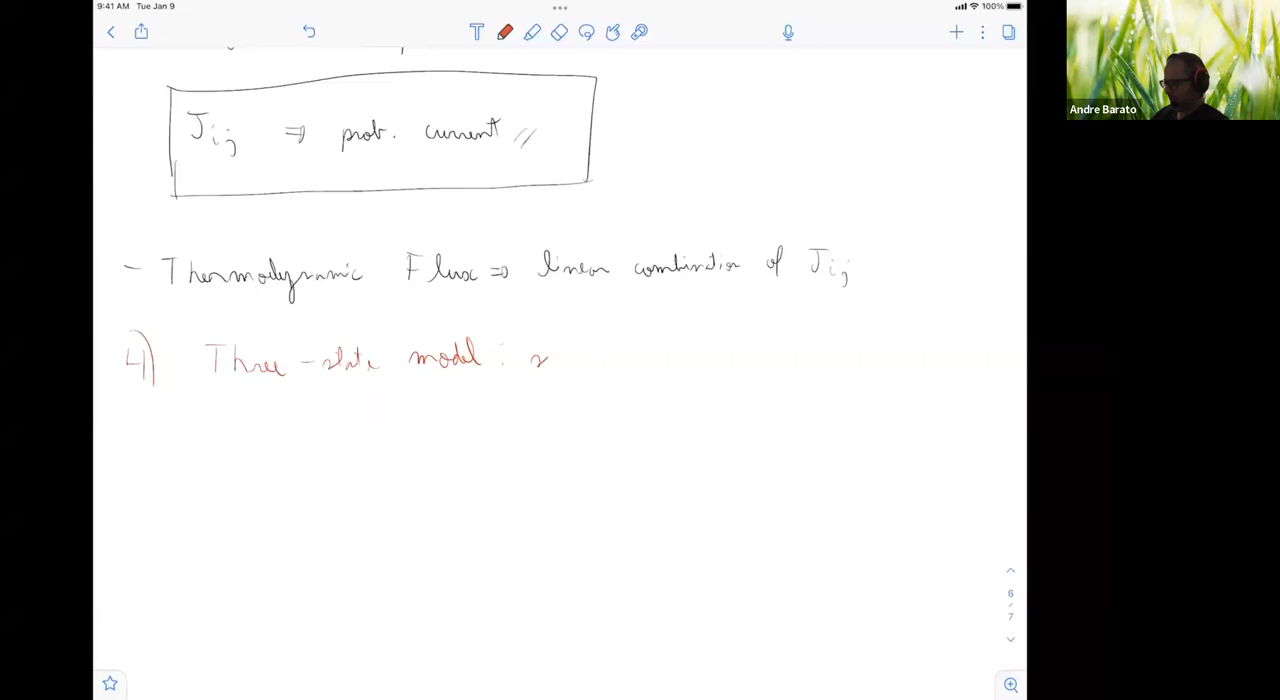 9:41 AM Tue Jan 9
100%
Andre Barato
J_ij ⇒ prob. current //
- Thermodynamic Flux ⇒ linear combination of J_ij
4) Three-state model :
6
/
7